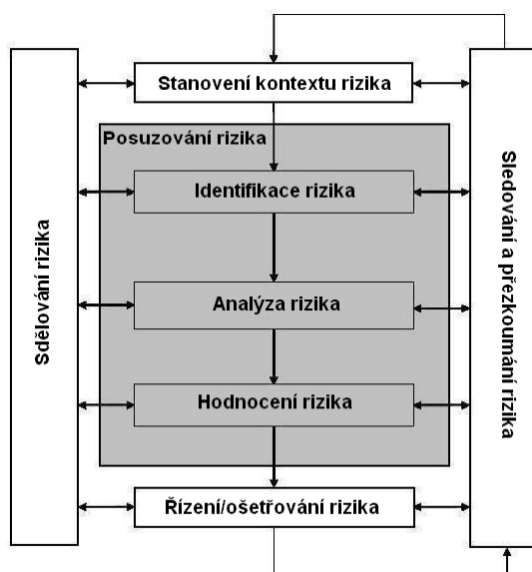 Stanovení kontextu rizika
Posuzování rizika
Identifikace rizika
Analýza rizika
Hodnocení rizika
Řízení/ošetřování rizika
Sdělování rizika
Sledování a přezkoumání rizika